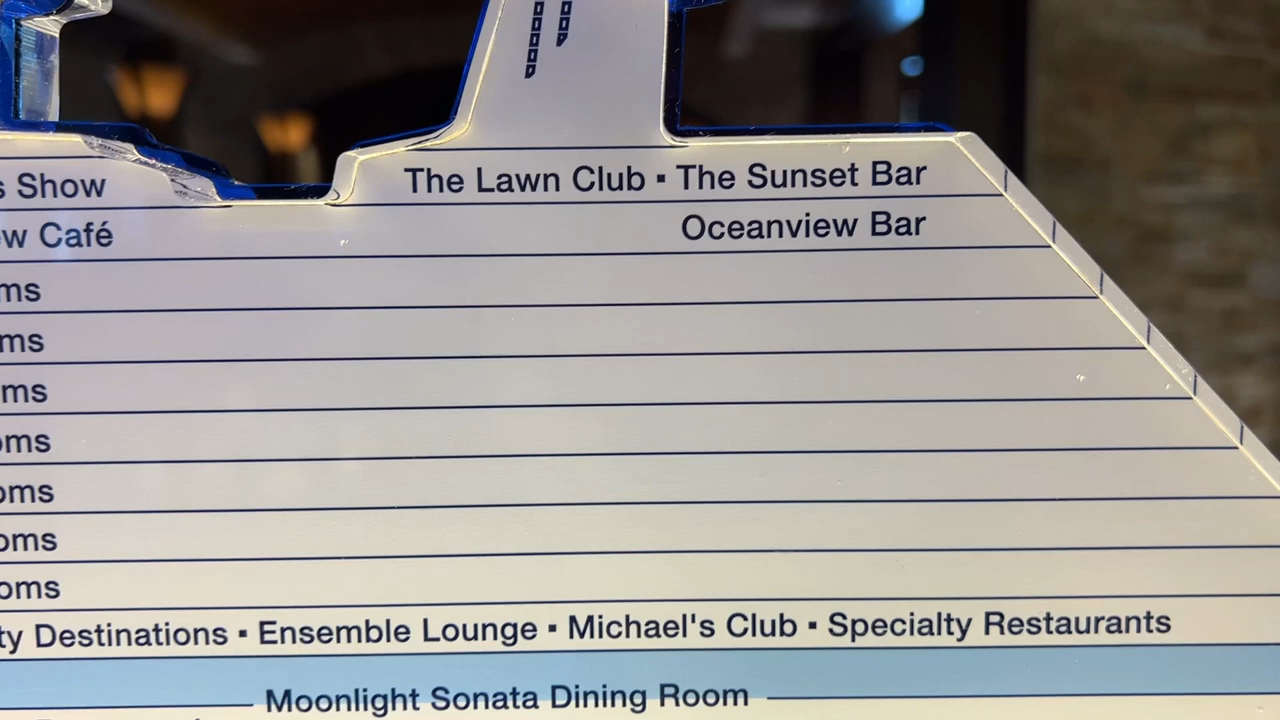 s Show
The Lawn Club ▪ The Sunset Bar
w Café
Oceanview Bar
ms
ms
ms
oms
oms
oms
oms
ty Destinations ▪ Ensemble Lounge ▪ Michael's Club ▪ Specialty Restaurants
Moonlight Sonata Dining Room